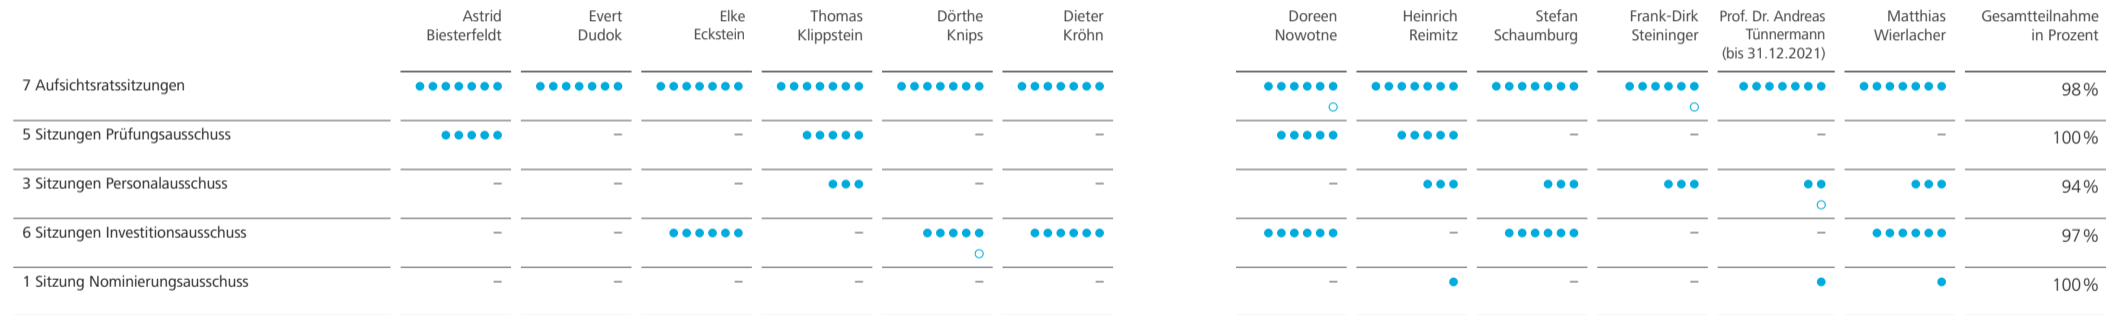 Astrid
Biesterfeldt
Evert
Dudok
Elke
Eckstein
Thomas
Klippstein
Dörthe
Knips
Dieter
Kröhn
Doreen
Nowotne
Heinrich
Reimitz
Stefan
Schaumburg
Frank-Dirk
Steininger
Prof. Dr. Andreas
Tünnermann
(bis 31.12.2021)
Matthias
Wierlacher
Gesamtteilnahme
in Prozent
7 Aufsichtsratssitzungen
98 %
5 Sitzungen Prüfungsausschuss – – – – – – – – 100 %
3 Sitzungen Personalausschuss – – – – – – 94 %
6 Sitzungen Investitionsausschuss – – – – – – 97 %
1 Sitzung Nominierungsausschuss – – – – – – – – – 100 %